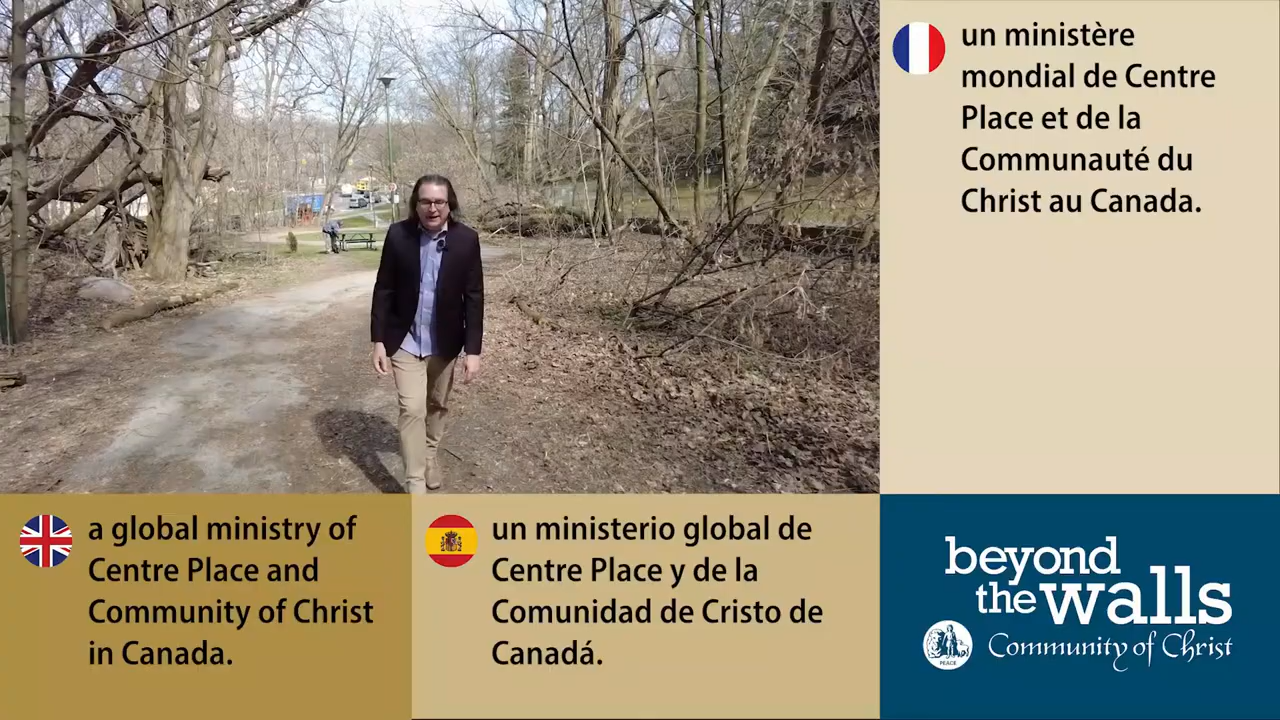 un ministère
mondial de Centre
Place et de la
Communauté du
Christ au Canada.
a global ministry of
Centre Place and
Community of Christ
in Canada.
un ministerio global de
Centre Place y de la
Comunidad de Cristo de
Canadá.
beyond
the walls
PEACE
Community of Christ